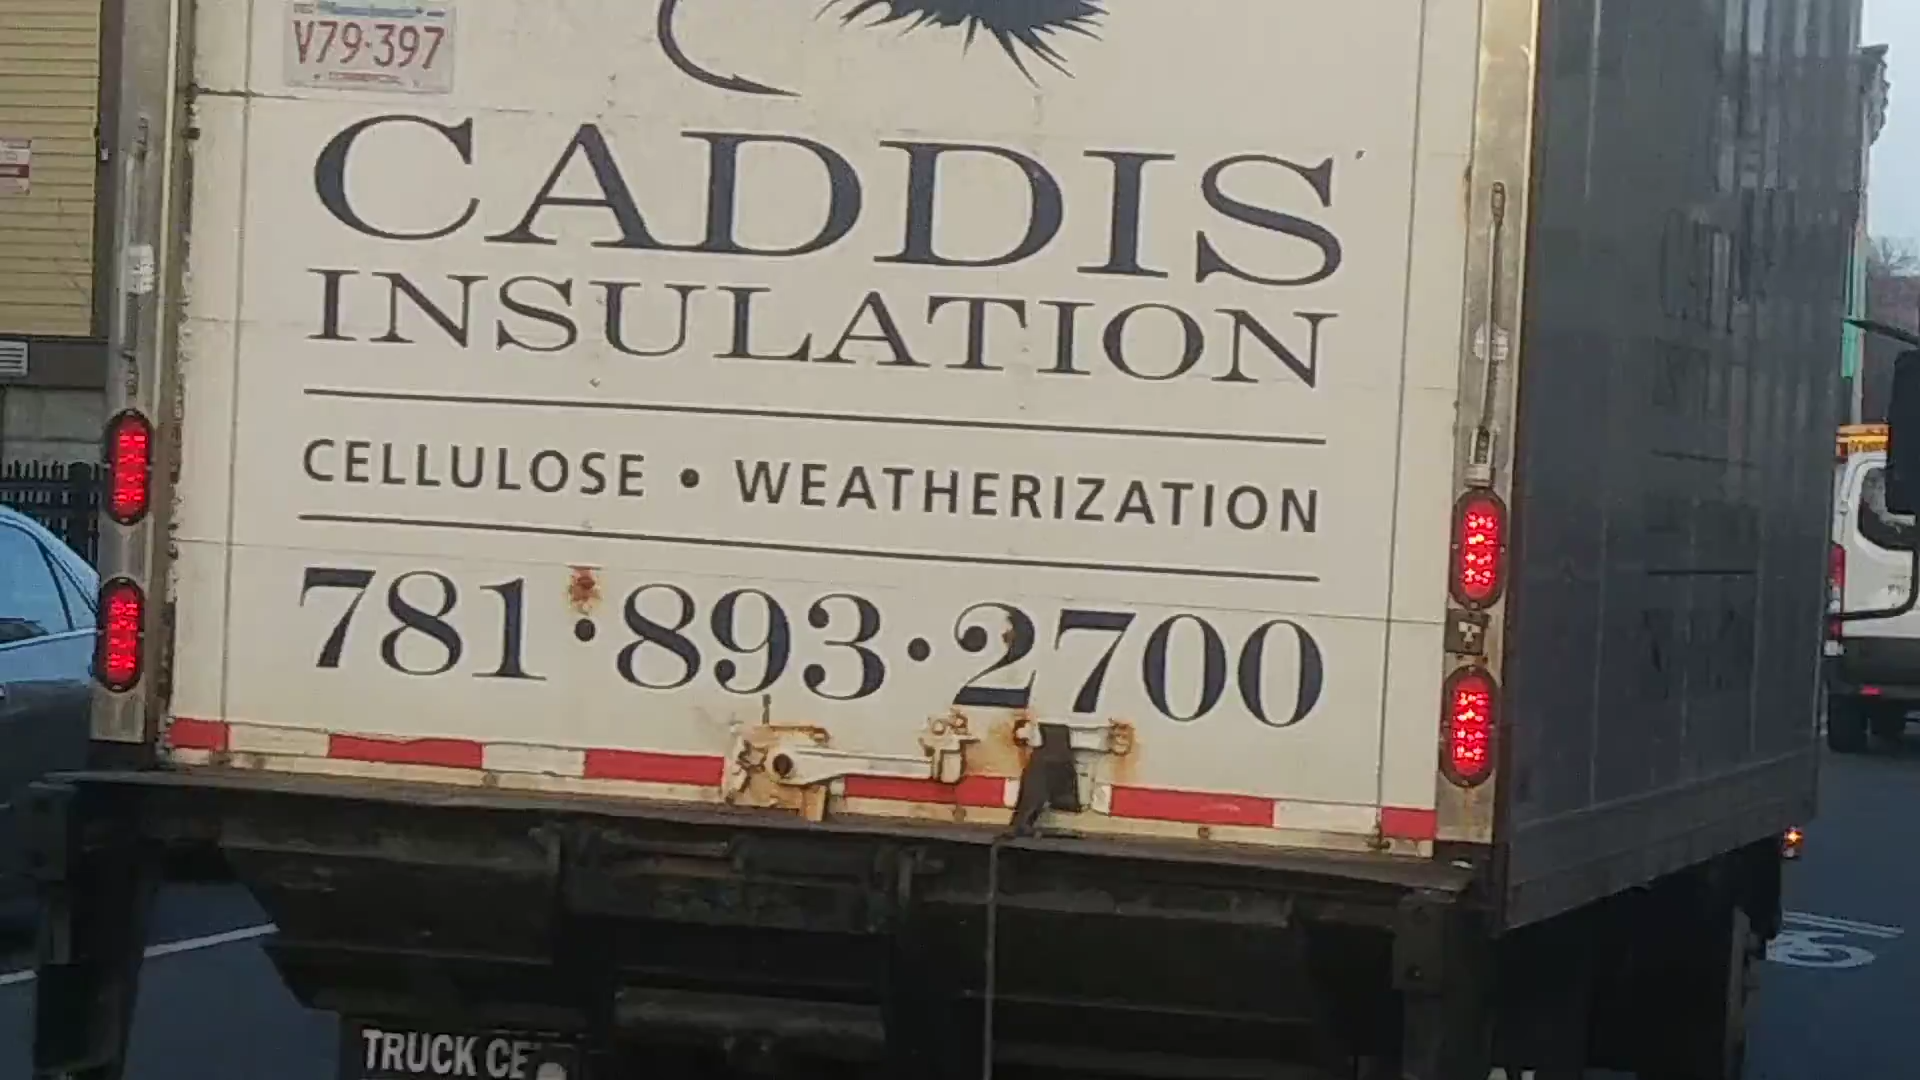 V79·397
CADDIS
INSULATION
CELLULOSE • WEATHERIZATION
781·893·2700
TRUCK CE